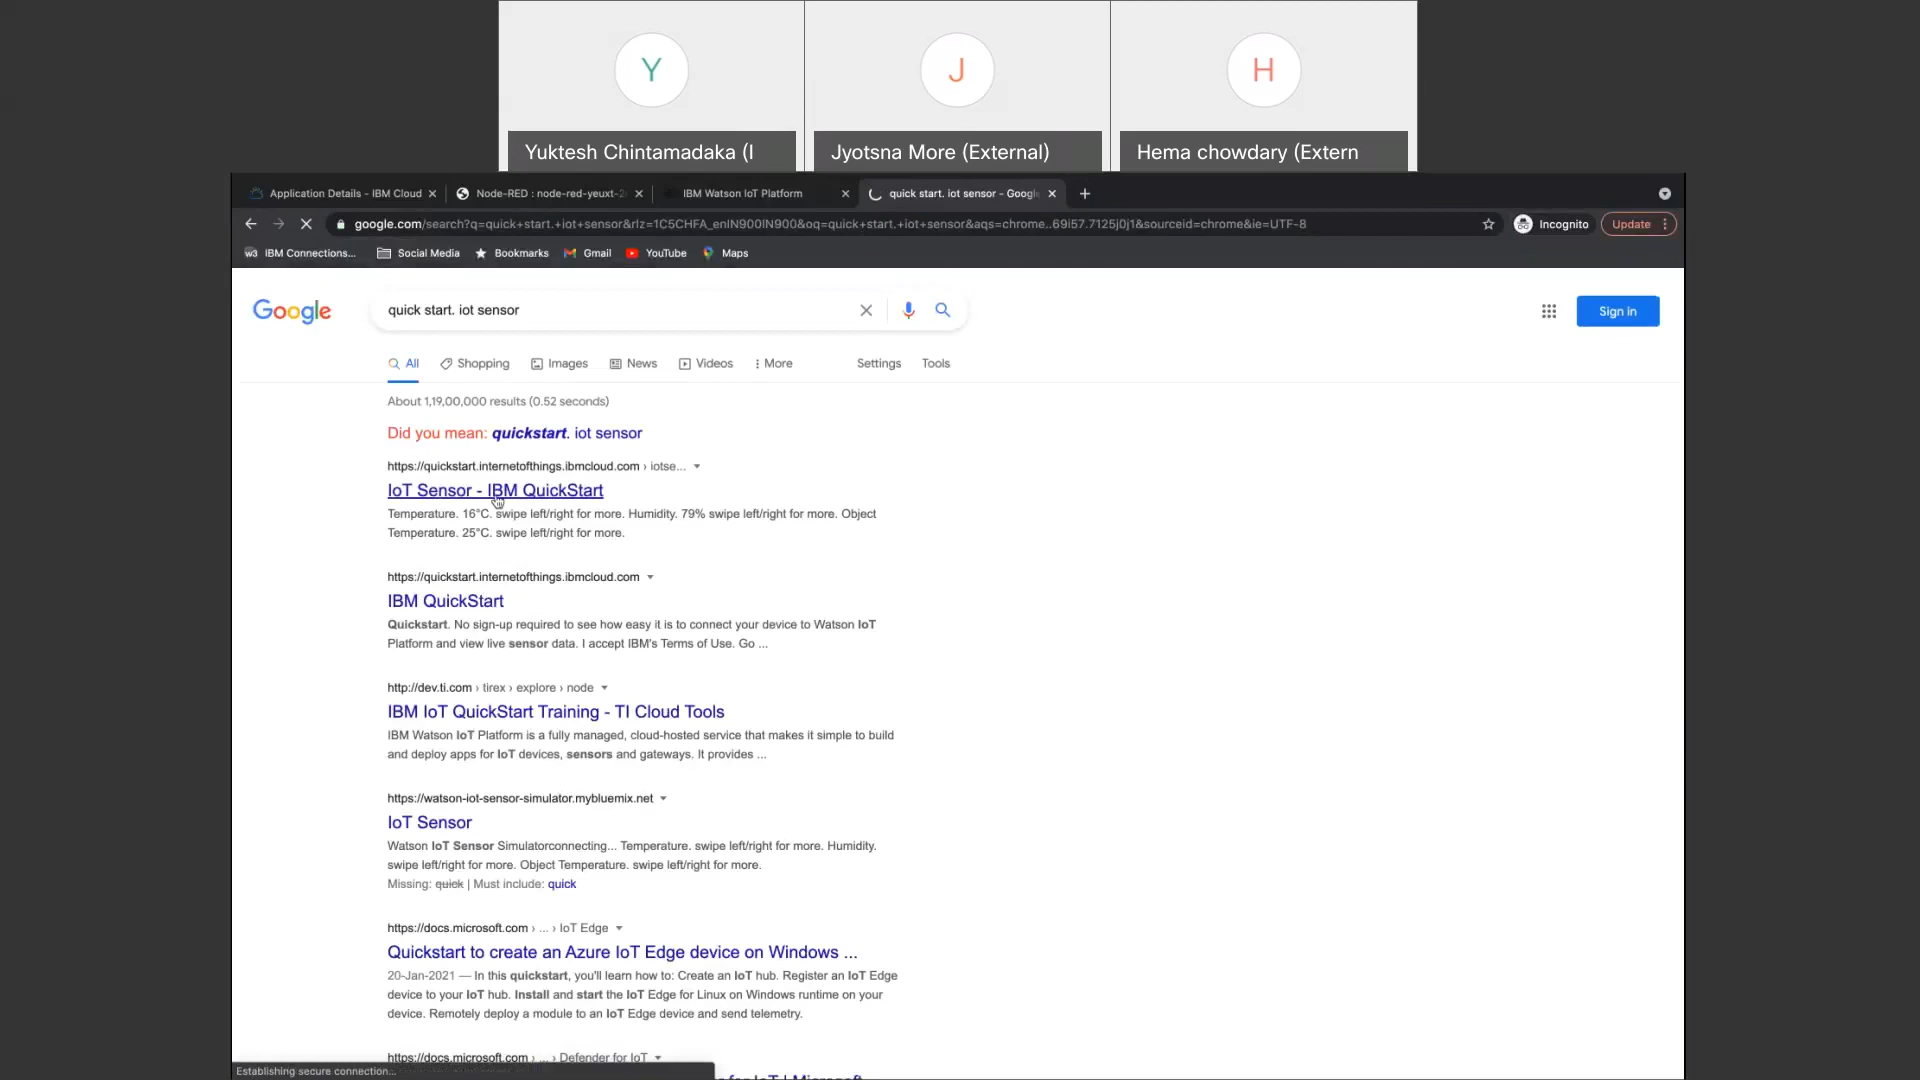 Y
J
H
Yuktesh Chintamadaka (I
Jyotsna More (External)
Hema chowdary (Extern
Application Details - IBM Cloud
Node-RED : node-red-yeuxt-2
IBM Watson IoT Platform
quick start. iot sensor - Google
google.com/search?q=quick+start.+iot+sensor&rlz=1C5CHFA_enIN900IN900&oq=quick+start.+iot+sensor&aqs=chrome..69i57.7125j0j1&sourceid=chrome&ie=UTF-8
Incognito
Update
w3 IBM Connections...
Social Media
Bookmarks
Gmail
YouTube
Maps
Google
quick start. iot sensor
Sign in
All
Shopping
Images
News
Videos
More
Settings
Tools
About 1,19,00,000 results (0.52 seconds)
Did you mean: quickstart. iot sensor
https://quickstart.internetofthings.ibmcloud.com › iotse...
IoT Sensor - IBM QuickStart
Temperature. 16°C. swipe left/right for more. Humidity. 79% swipe left/right for more. Object
Temperature. 25°C. swipe left/right for more.
https://quickstart.internetofthings.ibmcloud.com
IBM QuickStart
Quickstart. No sign-up required to see how easy it is to connect your device to Watson IoT
Platform and view live sensor data. I accept IBM's Terms of Use. Go ...
http://dev.ti.com › tirex › explore › node
IBM IoT QuickStart Training - TI Cloud Tools
IBM Watson IoT Platform is a fully managed, cloud-hosted service that makes it simple to build
and deploy apps for IoT devices, sensors and gateways. It provides ...
https://watson-iot-sensor-simulator.mybluemix.net
IoT Sensor
Watson IoT Sensor Simulatorconnecting... Temperature. swipe left/right for more. Humidity.
swipe left/right for more. Object Temperature. swipe left/right for more.
Missing: quick | Must include: quick
https://docs.microsoft.com › ... › IoT Edge
Quickstart to create an Azure IoT Edge device on Windows ...
20-Jan-2021 — In this quickstart, you'll learn how to: Create an IoT hub. Register an IoT Edge
device to your IoT hub. Install and start the IoT Edge for Linux on Windows runtime on your
device. Remotely deploy a module to an IoT Edge device and send telemetry.
https://docs.microsoft.com › ... › Defender for IoT
Establishing secure connection...
for IoT | Microsoft